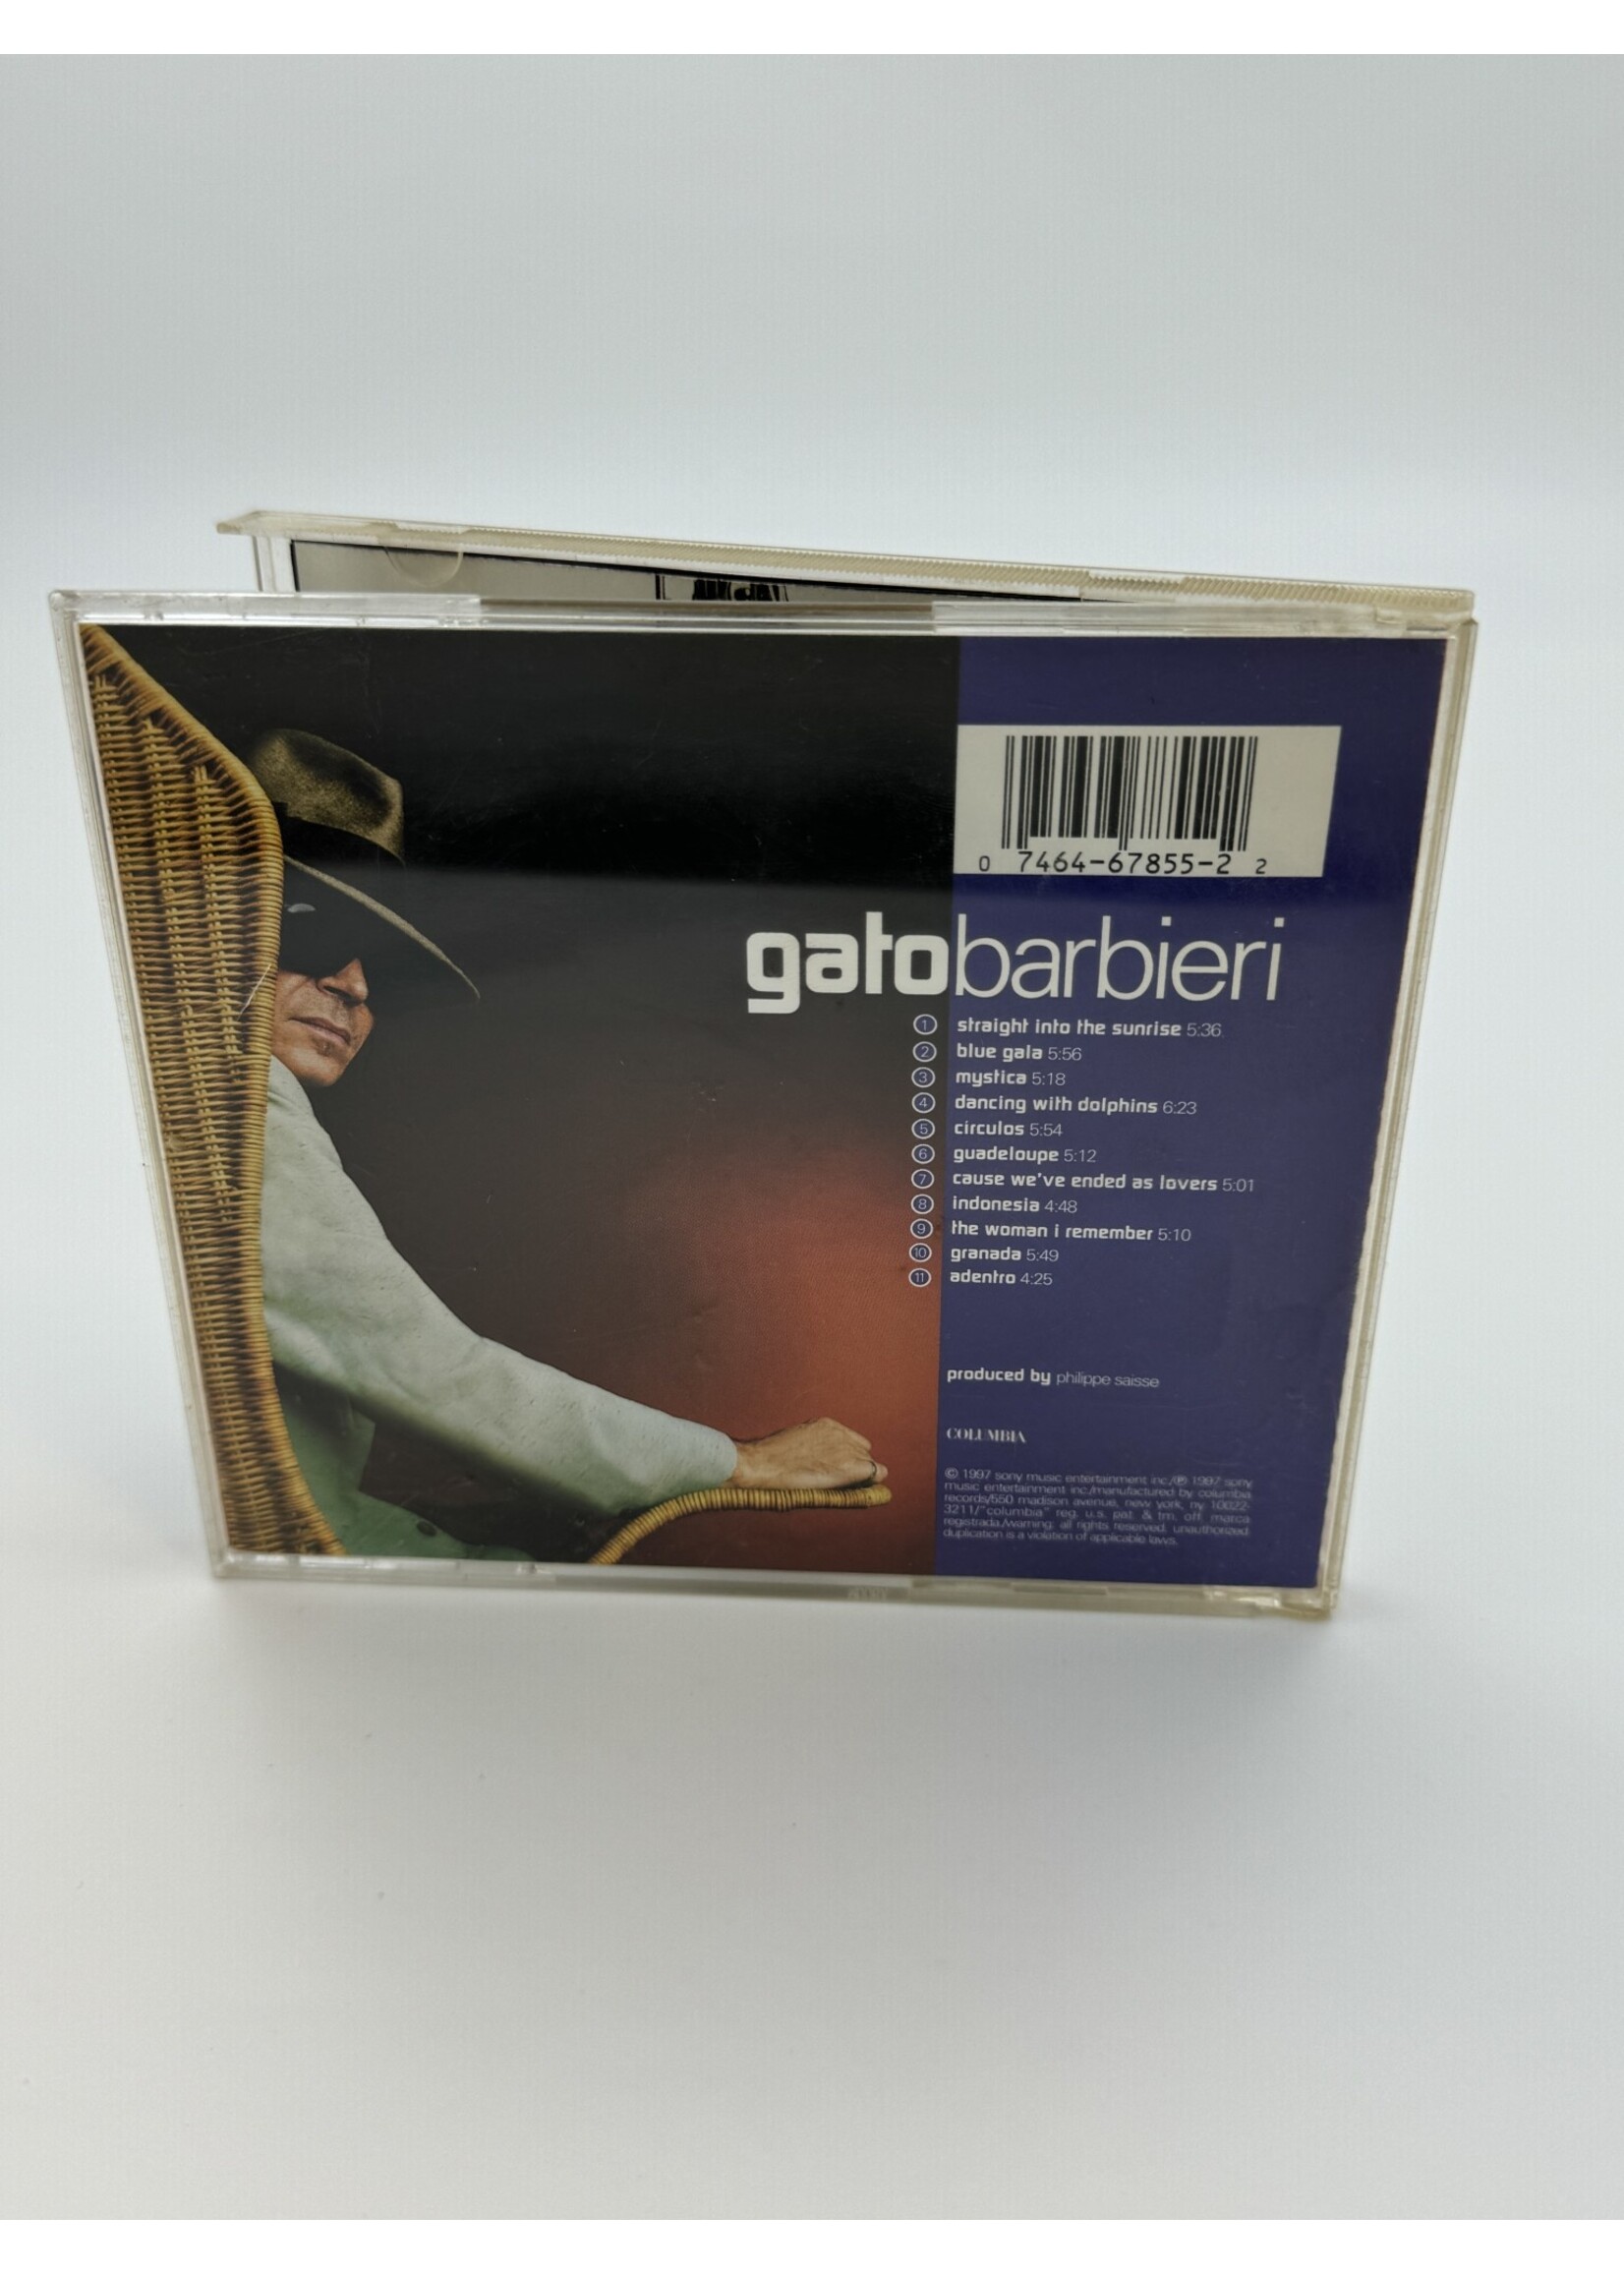 0 7464-67855-2 2
gatobarbieri
1 straight into the sunrise 5:36
2 blue gala 5:56
3 mystica 5:18
4 dancing with dolphins 6:23
5 circulos 5:54
6 guadeloupe 5:12
7 cause we've ended as lovers 5:01
8 indonesia 4:48
9 the woman i remember 5:10
10 granada 5:49
11 adentro 4:25
produced by philippe saisse
COLUMBIA
© 1997 sony music entertainment inc./℗ 1997 sony
music entertainment inc./manufactured by columbia
records/550 madison avenue, new york, ny 10022-
3211/"columbia" reg. u.s. pat. & tm. off. marca
registrada./warning: all rights reserved. unauthorized
duplication is a violation of applicable laws.